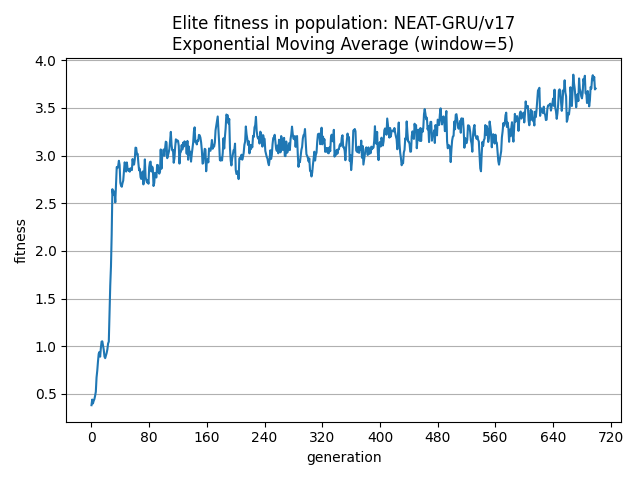 Elite fitness in population: NEAT-GRU/v17
Exponential Moving Average (window=5)
fitness
4.0
3.5
3.0
2.5
2.0
1.5
1.0
0.5
0 80 160 240 320 400 480 560 640 720
generation